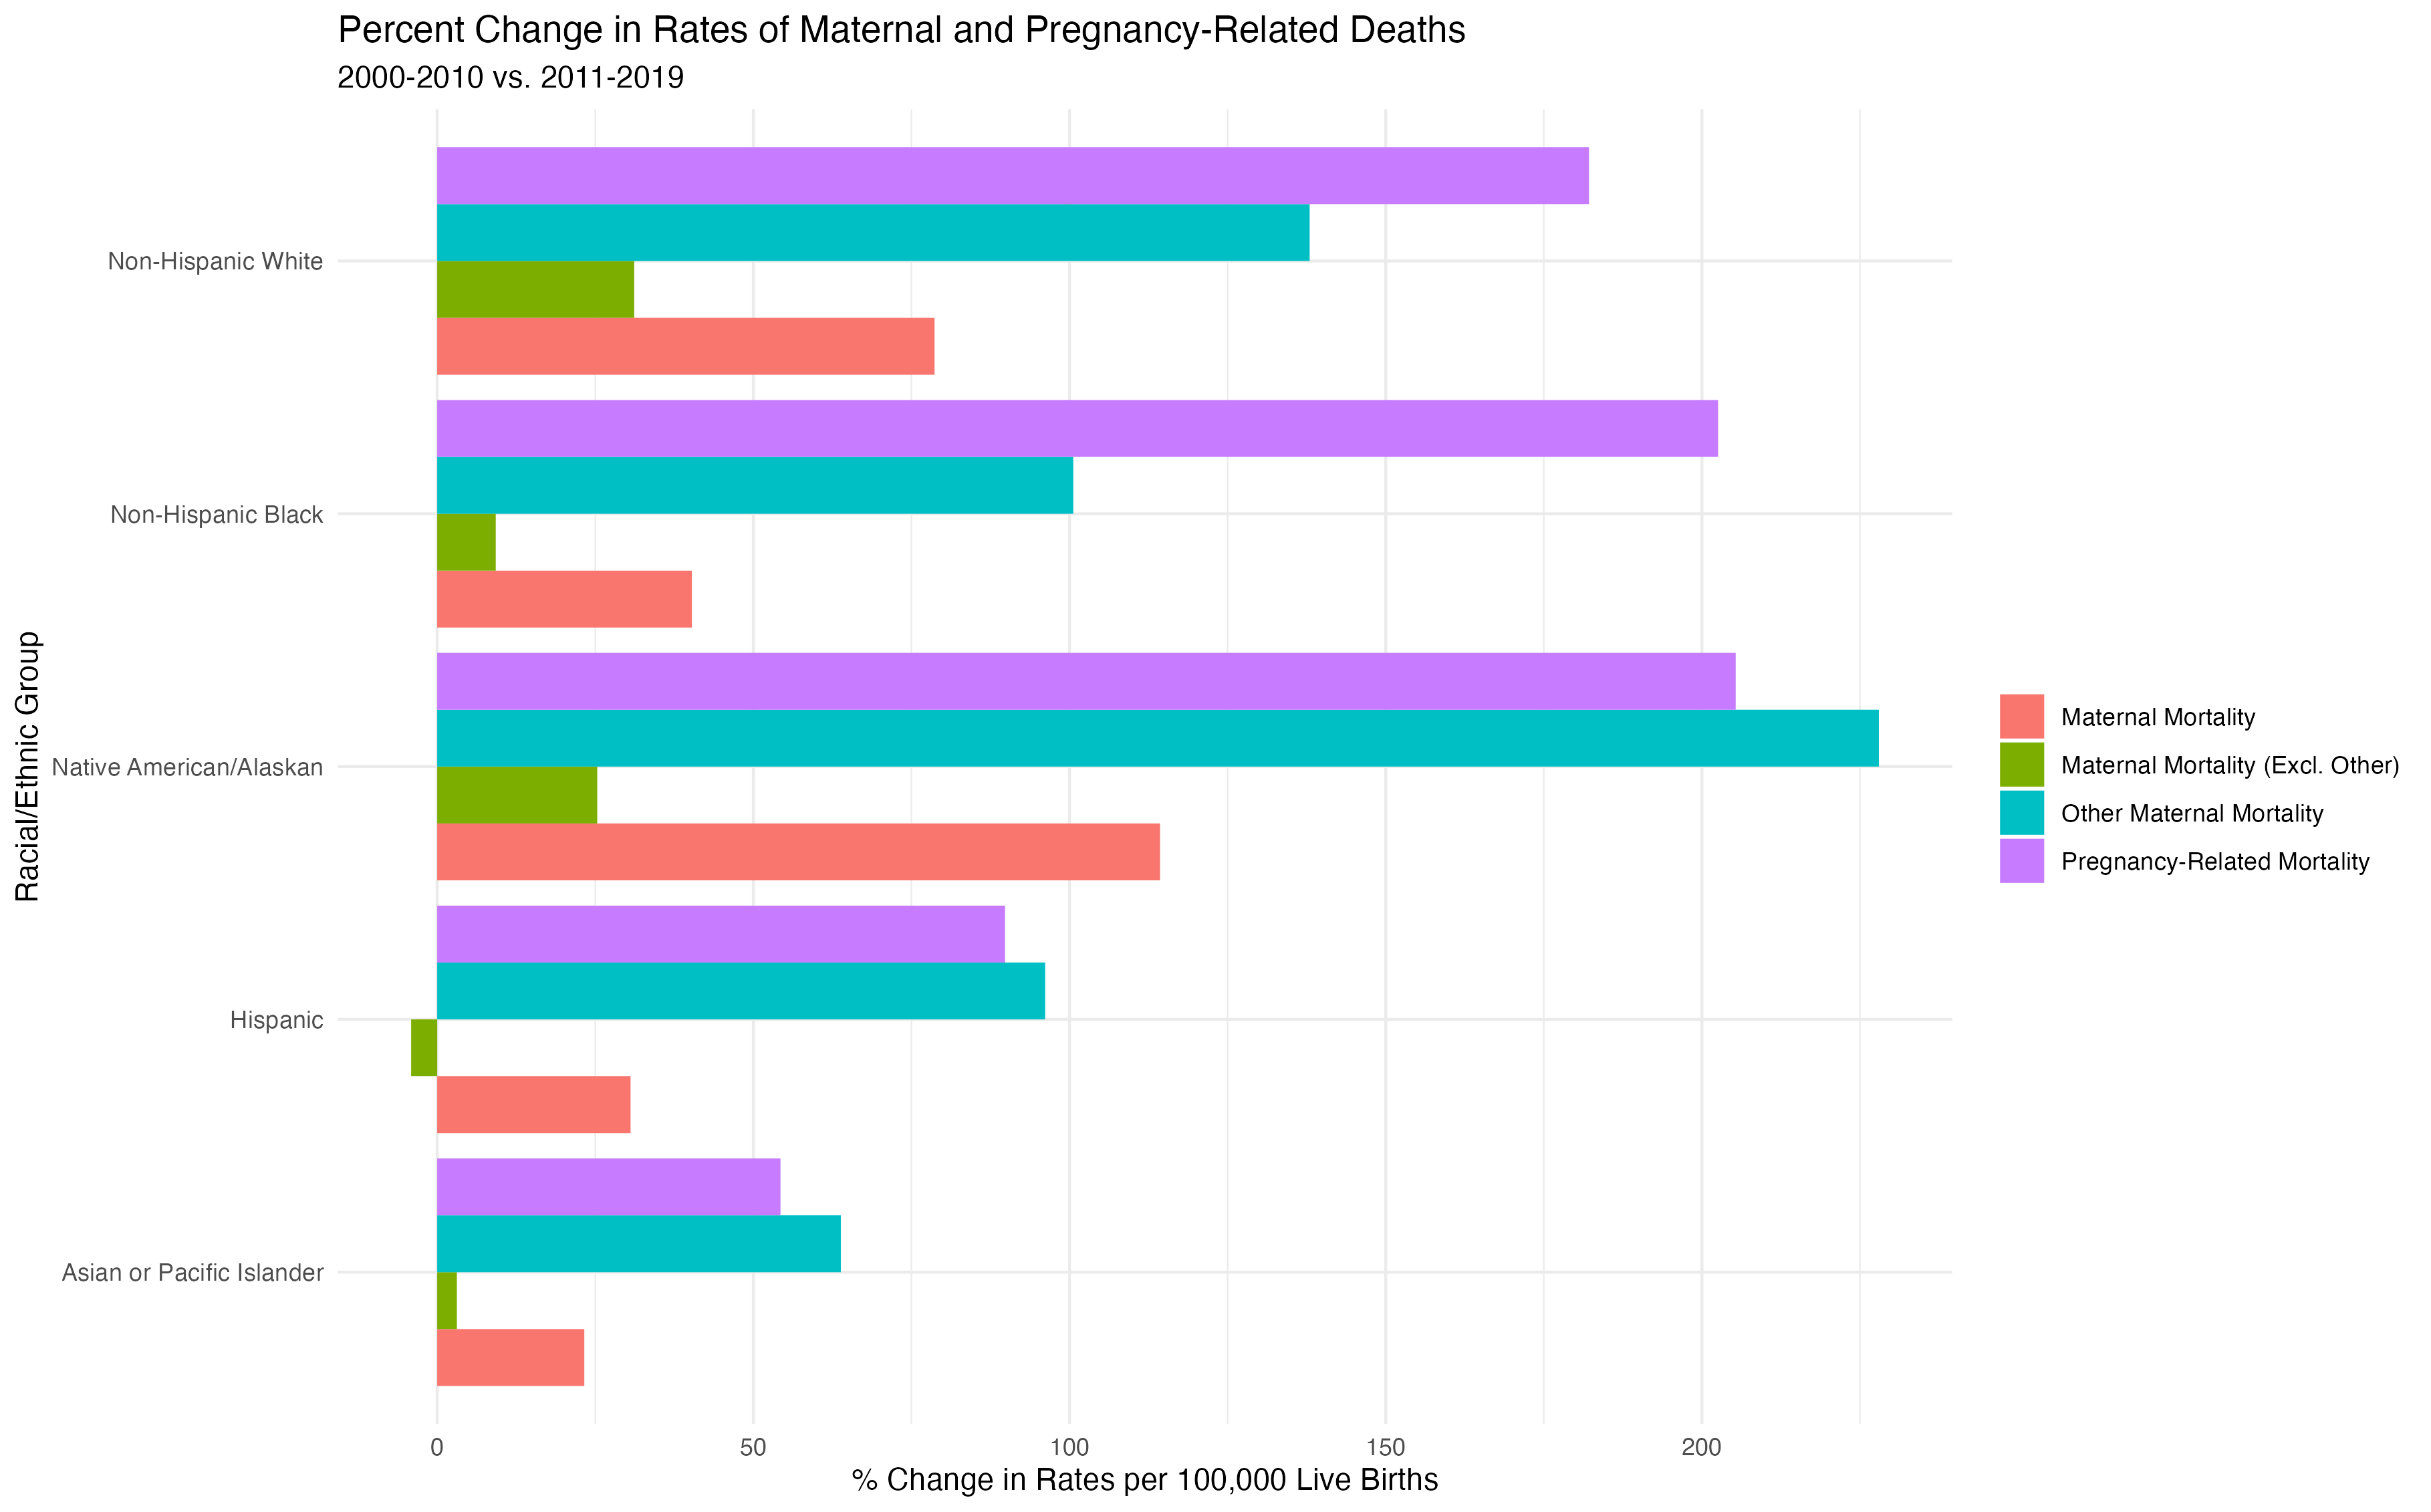 Percent Change in Rates of Maternal and Pregnancy-Related Deaths
2000-2010 vs. 2011-2019
Racial/Ethnic Group
Non-Hispanic White
Non-Hispanic Black
Native American/Alaskan
Hispanic
Asian or Pacific Islander
0 50 100 150 200
% Change in Rates per 100,000 Live Births
Maternal Mortality
Maternal Mortality (Excl. Other)
Other Maternal Mortality
Pregnancy-Related Mortality